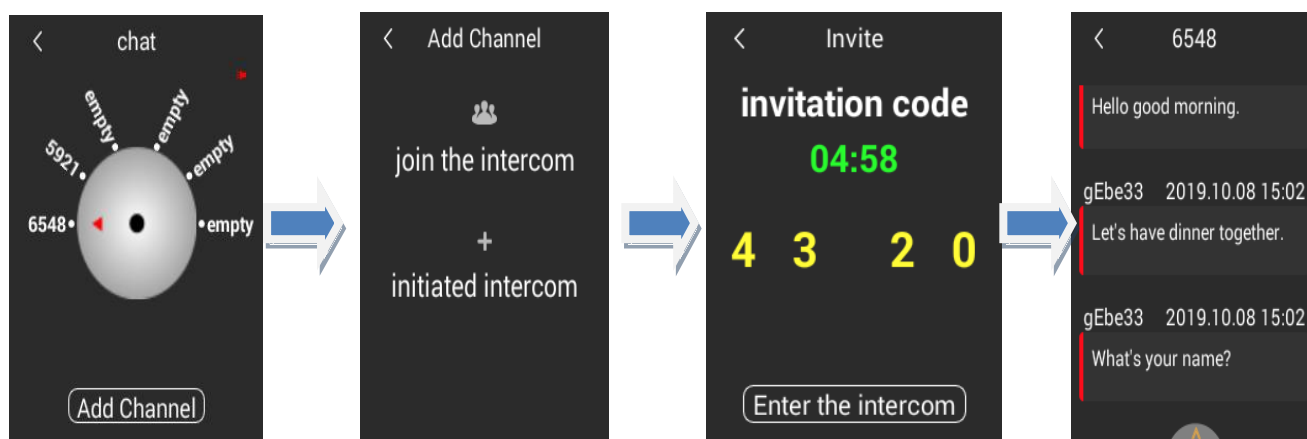 chat
empty
empty
5921
empty
6548
empty
Add Channel
Add Channel
join the intercom
+
initiated intercom
Invite
invitation code
04:58
4 3 2 0
Enter the intercom
6548
Hello good morning.
gEbe33 2019.10.08 15:02
Let's have dinner together.
gEbe33 2019.10.08 15:02
What's your name?